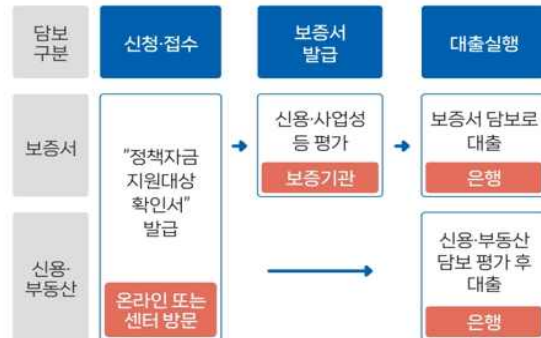 담보
구분
신청·접수
보증서
발급
대출실행
보증서
"정책자금
지원대상
확인서"
발급
온라인 또는
센터 방문
신용·사업성
등 평가
보증기관
보증서 담보로
대출
은행
신용·
부동산
신용·부동산
담보 평가 후
대출
은행